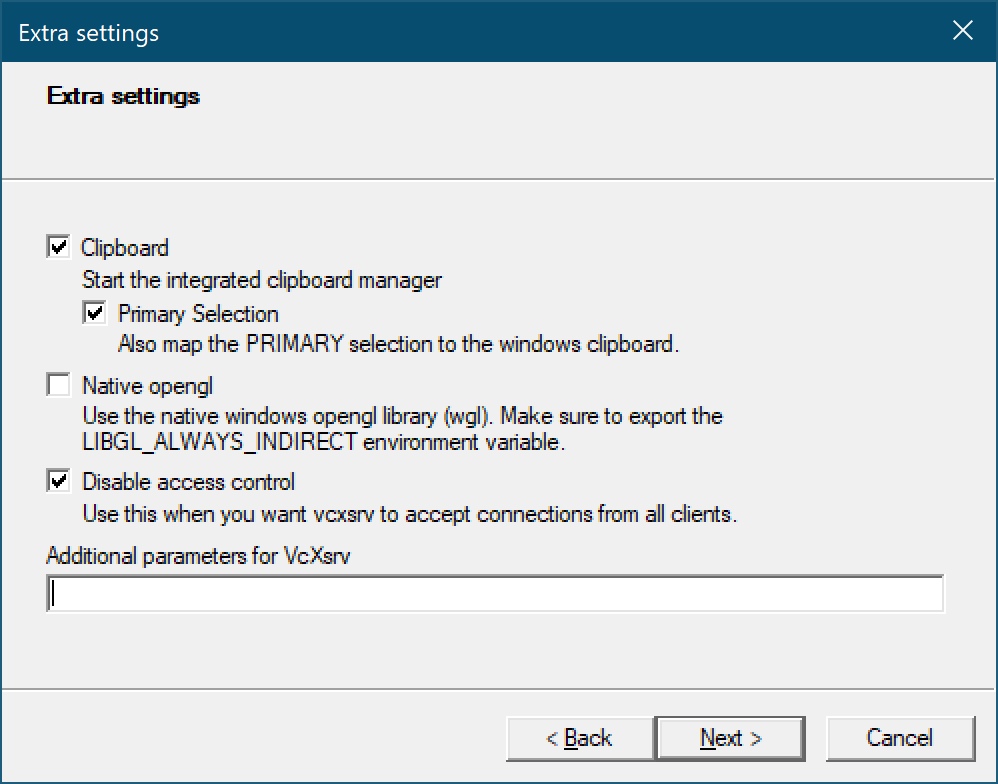 Extra settings
Extra settings
Clipboard
Start the integrated clipboard manager
Primary Selection
Also map the PRIMARY selection to the windows clipboard.
Native opengl
Use the native windows opengl library (wgl). Make sure to export the
LIBGL_ALWAYS_INDIRECT environment variable.
Disable access control
Use this when you want vcxsrv to accept connections from all clients.
Additional parameters for VcXsrv
< Back Next > Cancel